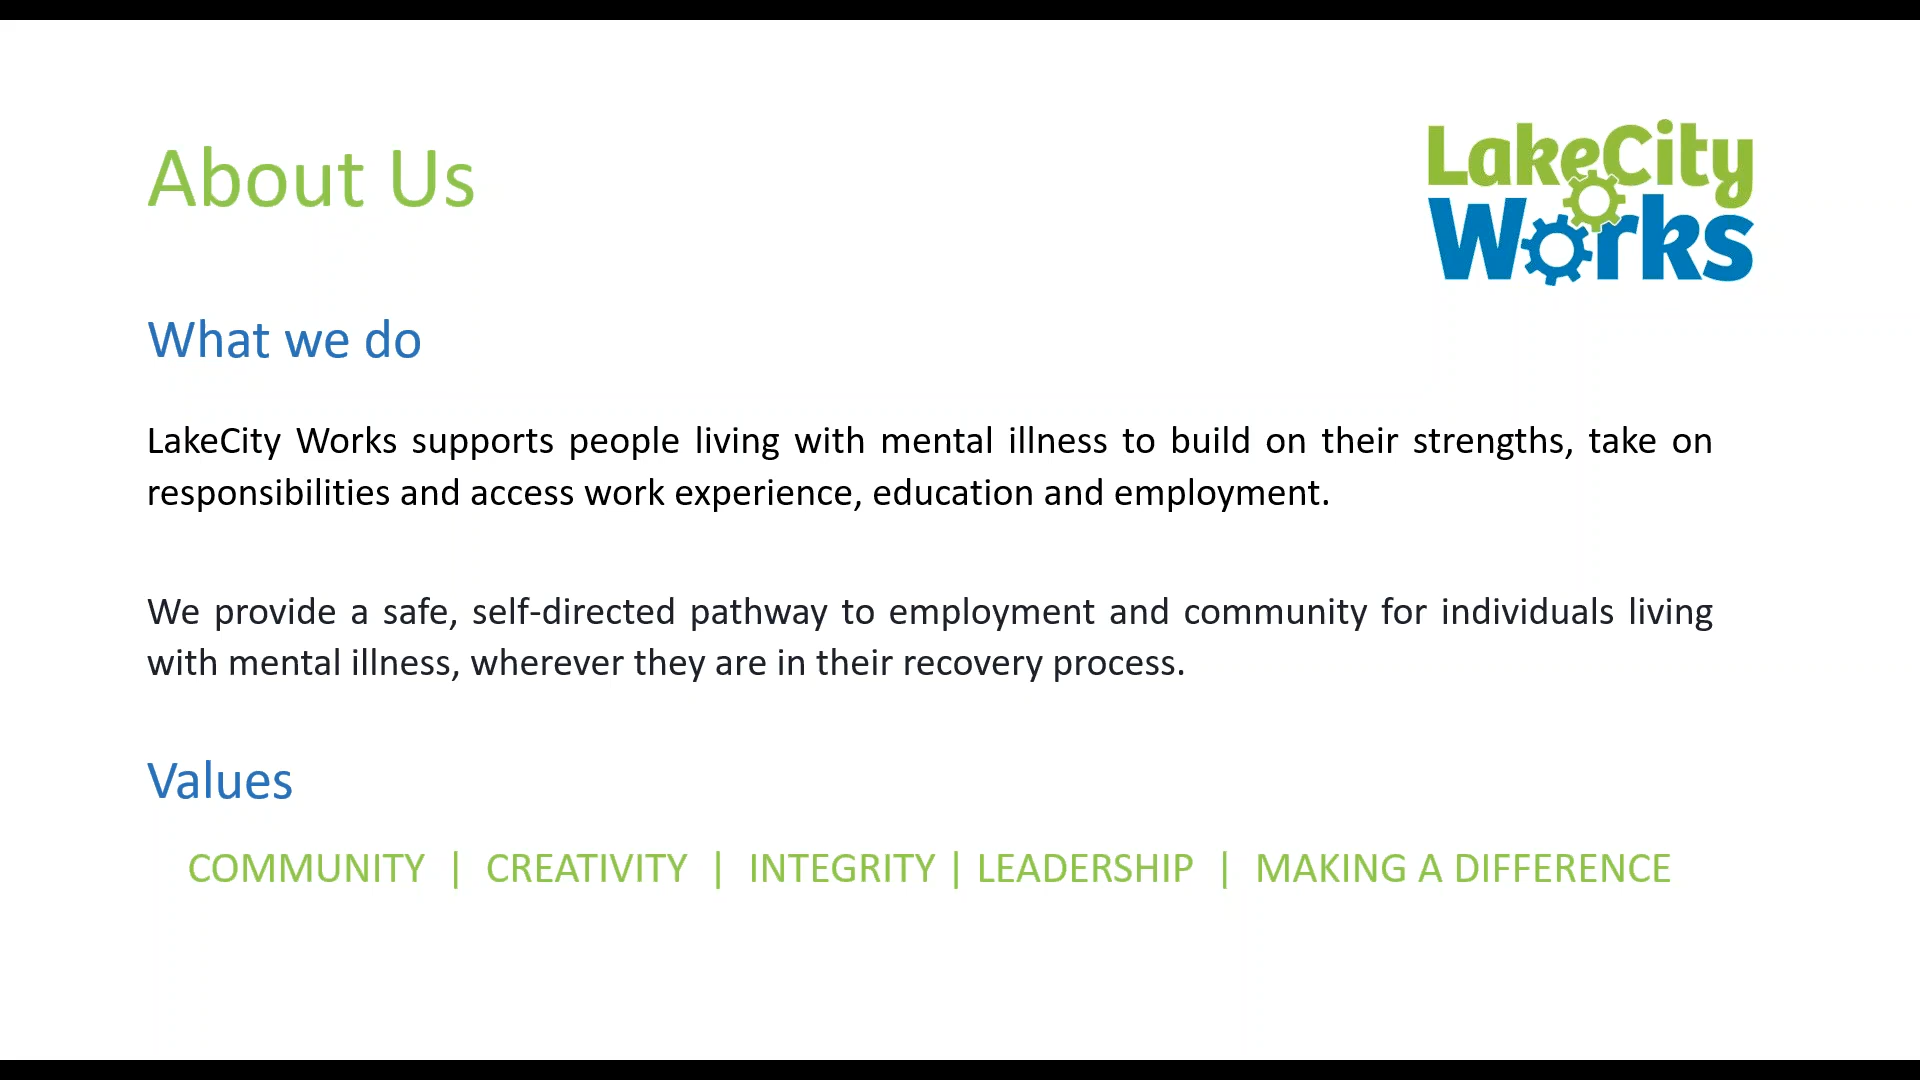 About Us
LakeCity
Works
What we do
LakeCity Works supports people living with mental illness to build on their strengths, take on
responsibilities and access work experience, education and employment.
We provide a safe, self-directed pathway to employment and community for individuals living
with mental illness, wherever they are in their recovery process.
Values
COMMUNITY | CREATIVITY | INTEGRITY | LEADERSHIP | MAKING A DIFFERENCE